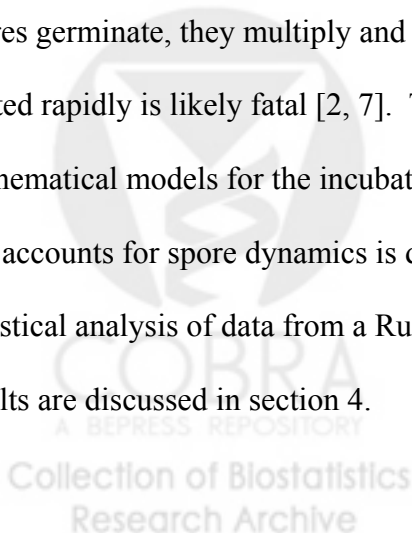 res germinate, they multiply and
ted rapidly is likely fatal [2, 7]. T
hematical models for the incubat
accounts for spore dynamics is d
stical analysis of data from a Ru
lts are discussed in section 4.
COBRA
A BEPRESS REPOSITORY
Collection of Biostatistics
Research Archive